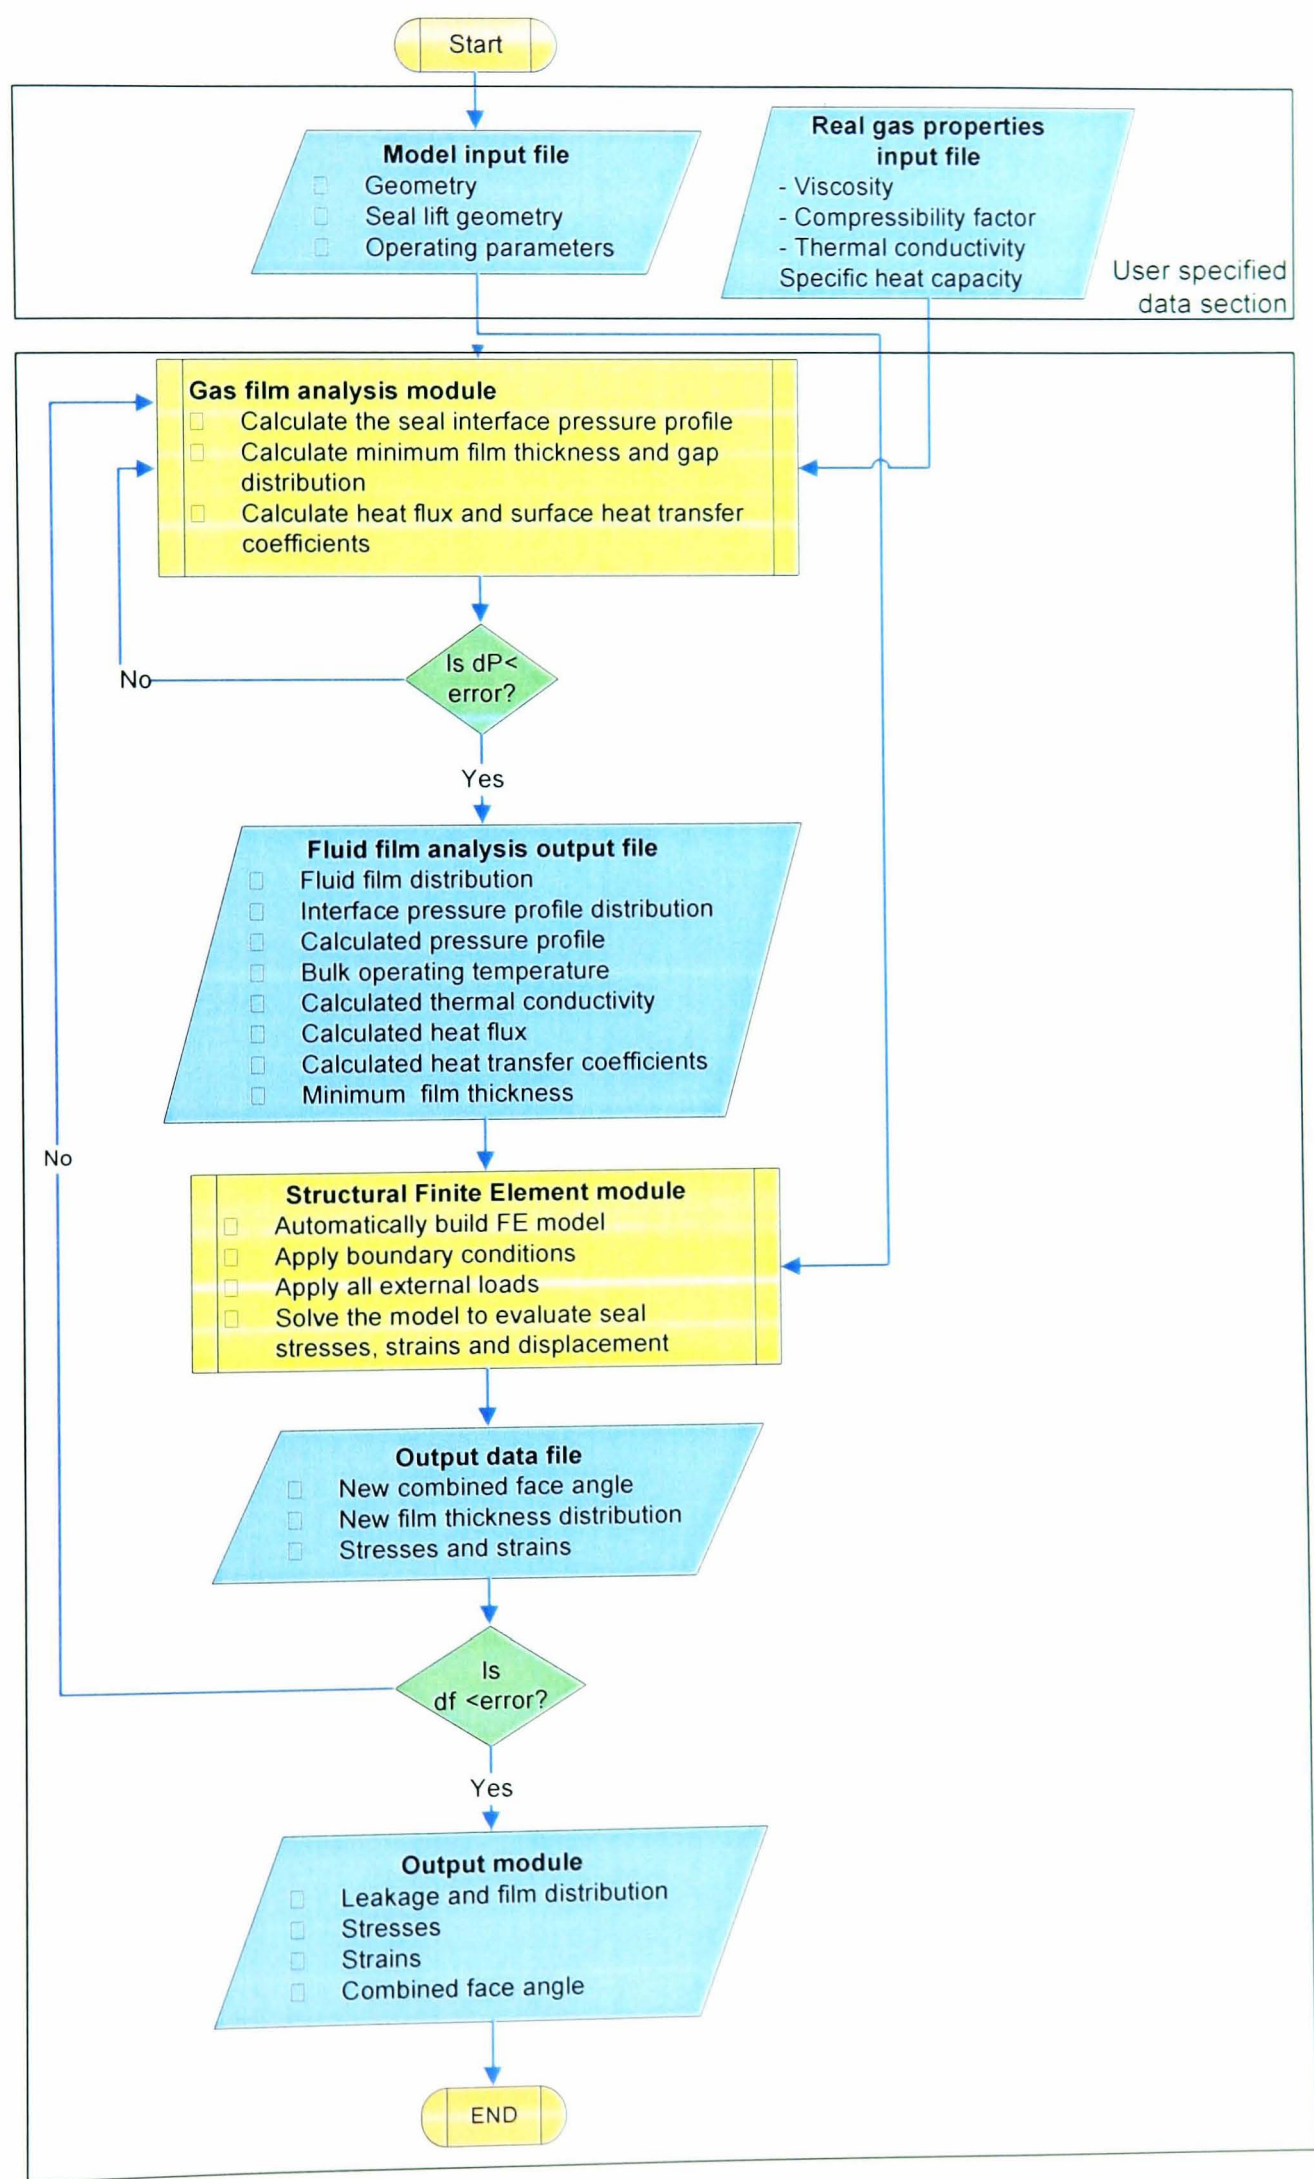 Start
Model input file
Geometry
Seal lift geometry
Operating parameters
Real gas properties
input file
- Viscosity
- Compressibility factor
- Thermal conductivity
Specific heat capacity
User specified
data section
Gas film analysis module
Calculate the seal interface pressure profile
Calculate minimum film thickness and gap
distribution
Calculate heat flux and surface heat transfer
coefficients
Is dP<
error?
No
Yes
Fluid film analysis output file
Fluid film distribution
Interface pressure profile distribution
Calculated pressure profile
Bulk operating temperature
Calculated thermal conductivity
Calculated heat flux
Calculated heat transfer coefficients
Minimum film thickness
No
Structural Finite Element module
Automatically build FE model
Apply boundary conditions
Apply all external loads
Solve the model to evaluate seal
stresses, strains and displacement
Output data file
New combined face angle
New film thickness distribution
Stresses and strains
Is
df <error?
Yes
Output module
Leakage and film distribution
Stresses
Strains
Combined face angle
END